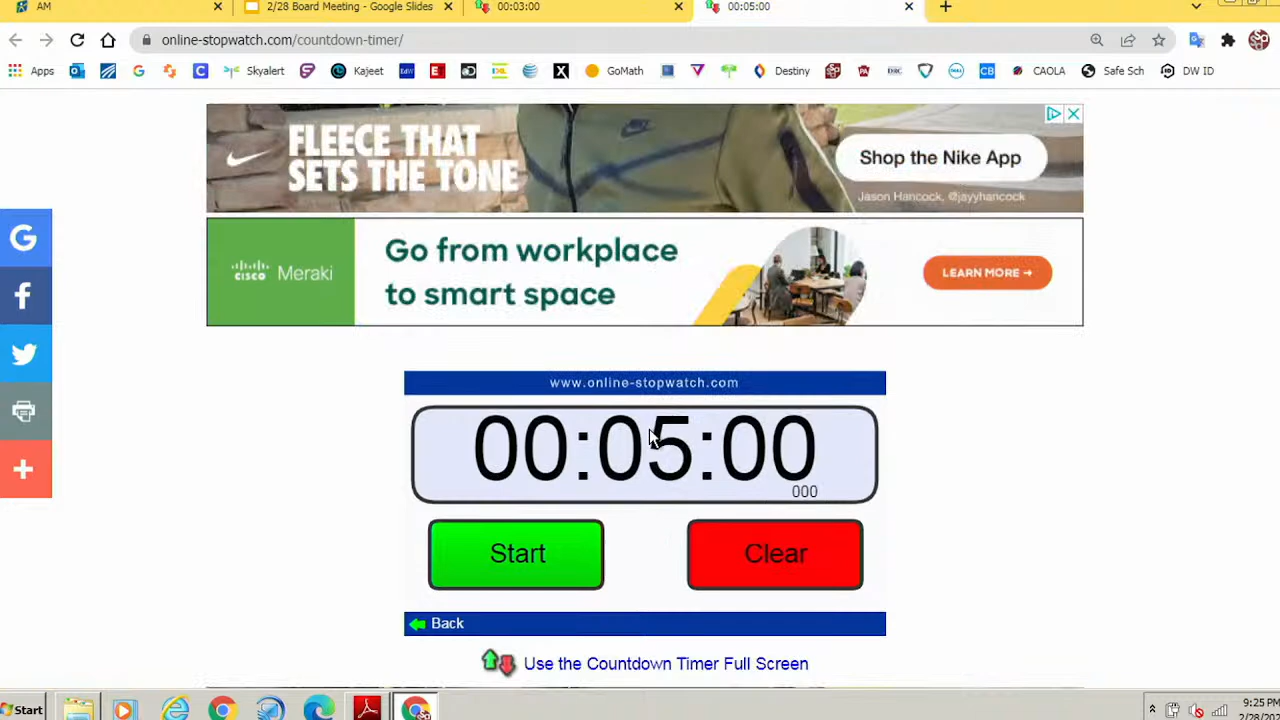 AM
2/28 Board Meeting - Google Slides
00:03:00
00:05:00
online-stopwatch.com/countdown-timer/
Apps
Skyalert
Kajeet
GoMath
Destiny
CAOLA
Safe Sch
DW ID
FLEECE THAT
SETS THE TONE
Shop the Nike App
Jason Hancock, @jayyhancock
CISCO Meraki
Go from workplace
to smart space
LEARN MORE →
www.online-stopwatch.com
00:05:00
000
Start
Clear
Back
Use the Countdown Timer Full Screen
Start
9:25 PM